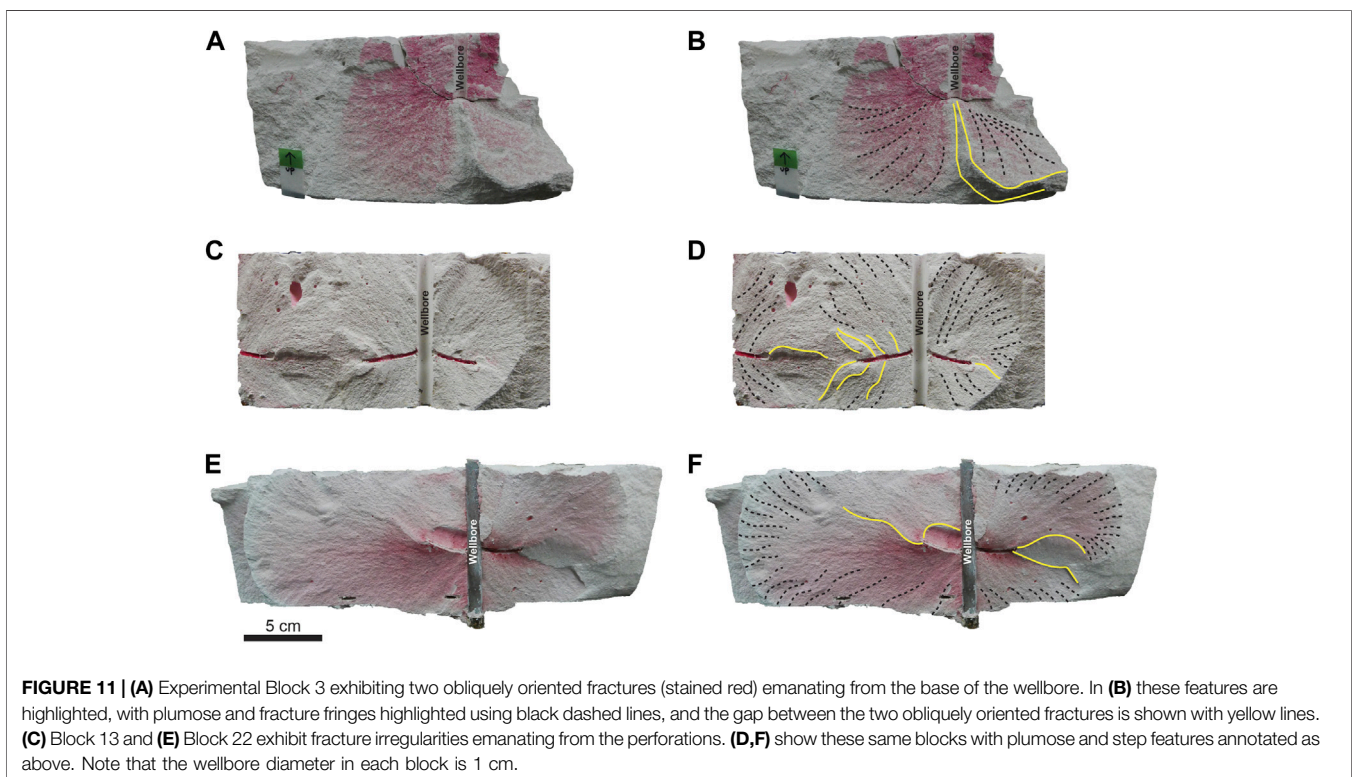 A
Wellbore
B
Wellbore
C
Wellbore
D
Wellbore
E
Wellbore
F
Wellbore
5 cm
FIGURE 11 | (A) Experimental Block 3 exhibiting two obliquely oriented fractures (stained red) emanating from the base of the wellbore. In (B) these features are
highlighted, with plumose and fracture fringes highlighted using black dashed lines, and the gap between the two obliquely oriented fractures is shown with yellow lines.
(C) Block 13 and (E) Block 22 exhibit fracture irregularities emanating from the perforations. (D,F) show these same blocks with plumose and step features annotated as
above. Note that the wellbore diameter in each block is 1 cm.